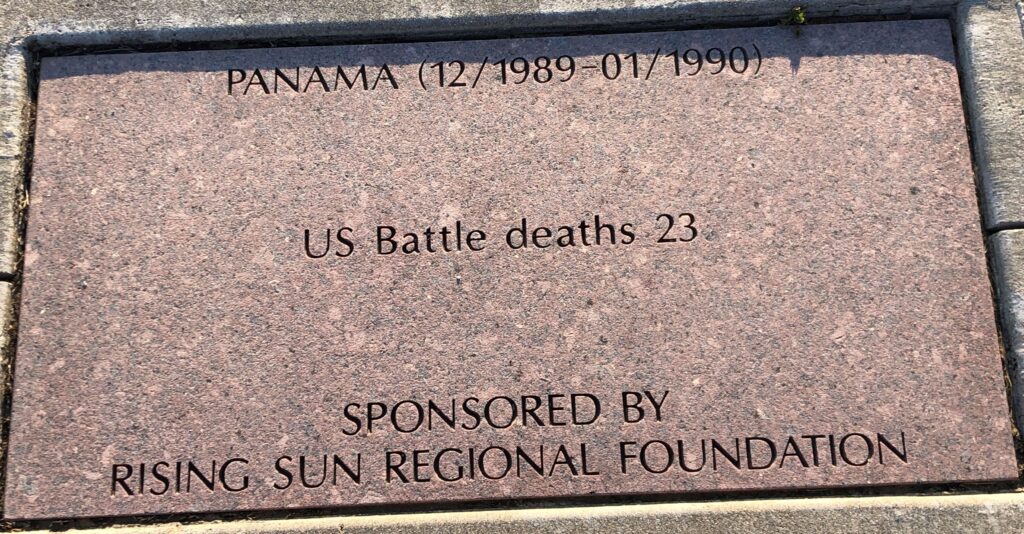 PANAMA (12/1989-01/1990)
US Battle deaths 23
SPONSORED BY
RISING SUN REGIONAL FOUNDATION